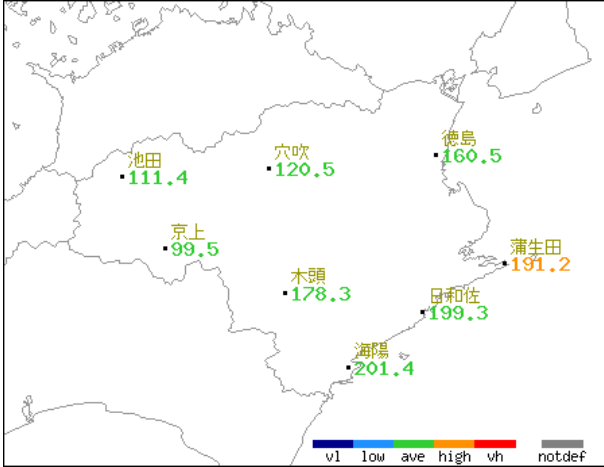 徳島
160.5
穴吹
120.5
池田
111.4
京上
99.5
蒲生田
191.2
木頭
178.3
日和佐
199.3
海陽
201.4
vl low ave high vh notdef